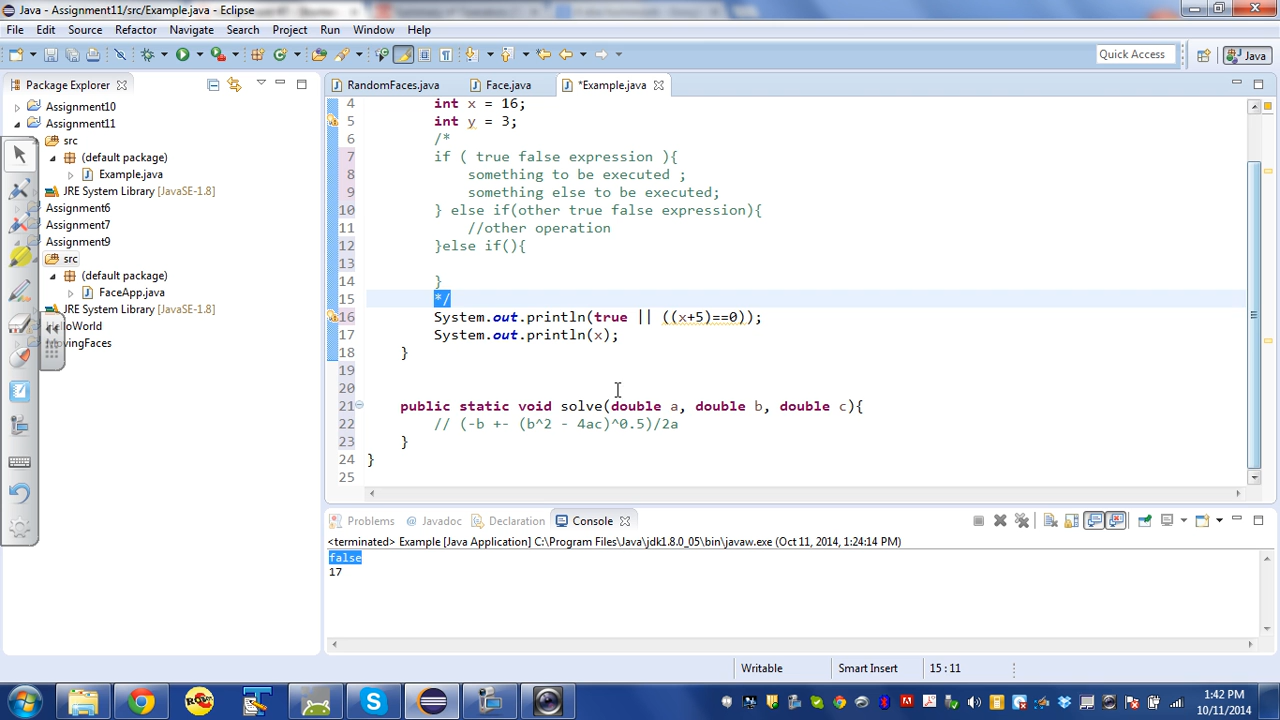 Java - Assignment11/src/Example.java - Eclipse
File Edit Source Refactor Navigate Search Project Run Window Help
Quick Access
Java
Package Explorer
RandomFaces.java
Face.java
*Example.java
Assignment10
Assignment11
src
(default package)
Example.java
JRE System Library [JavaSE-1.8]
Assignment6
Assignment7
Assignment9
src
(default package)
FaceApp.java
JRE System Library [JavaSE-1.8]
4 int x = 16;
5 int y = 3;
6 /*
7 if ( true false expression ){
8 something to be executed ;
9 something else to be executed;
10 } else if(other true false expression){
11 //other operation
12 }else if(){
13
14 }
15 */
16 System.out.println(true || ((x+5)==0));
17 System.out.println(x);
18 }
19
20
21 public static void solve(double a, double b, double c){
22 // (-b +- (b^2 - 4ac)^0.5)/2a
23 }
24 }
25
Problems @ Javadoc Declaration Console
<terminated> Example [Java Application] C:\Program Files\Java\jdk1.8.0_05\bin\javaw.exe (Oct 11, 2014, 1:24:14 PM)
false
17
Writable Smart Insert 15 : 11
1:42 PM
10/11/2014